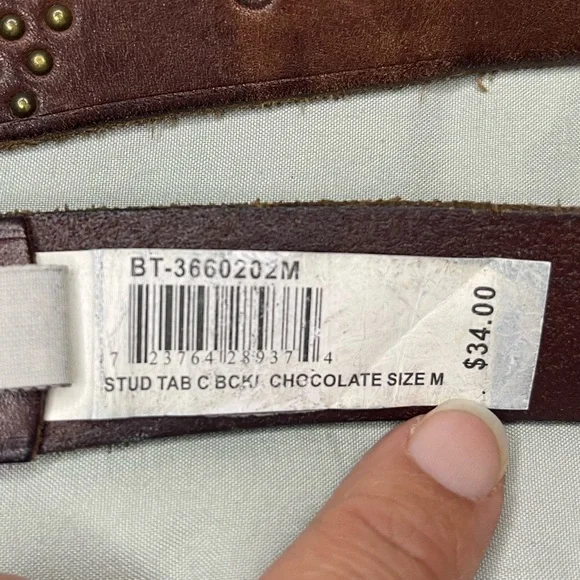 BT-3660202M
7 23764 28937 4
STUD TAB C BCKL CHOCOLATE SIZE M
$34.00